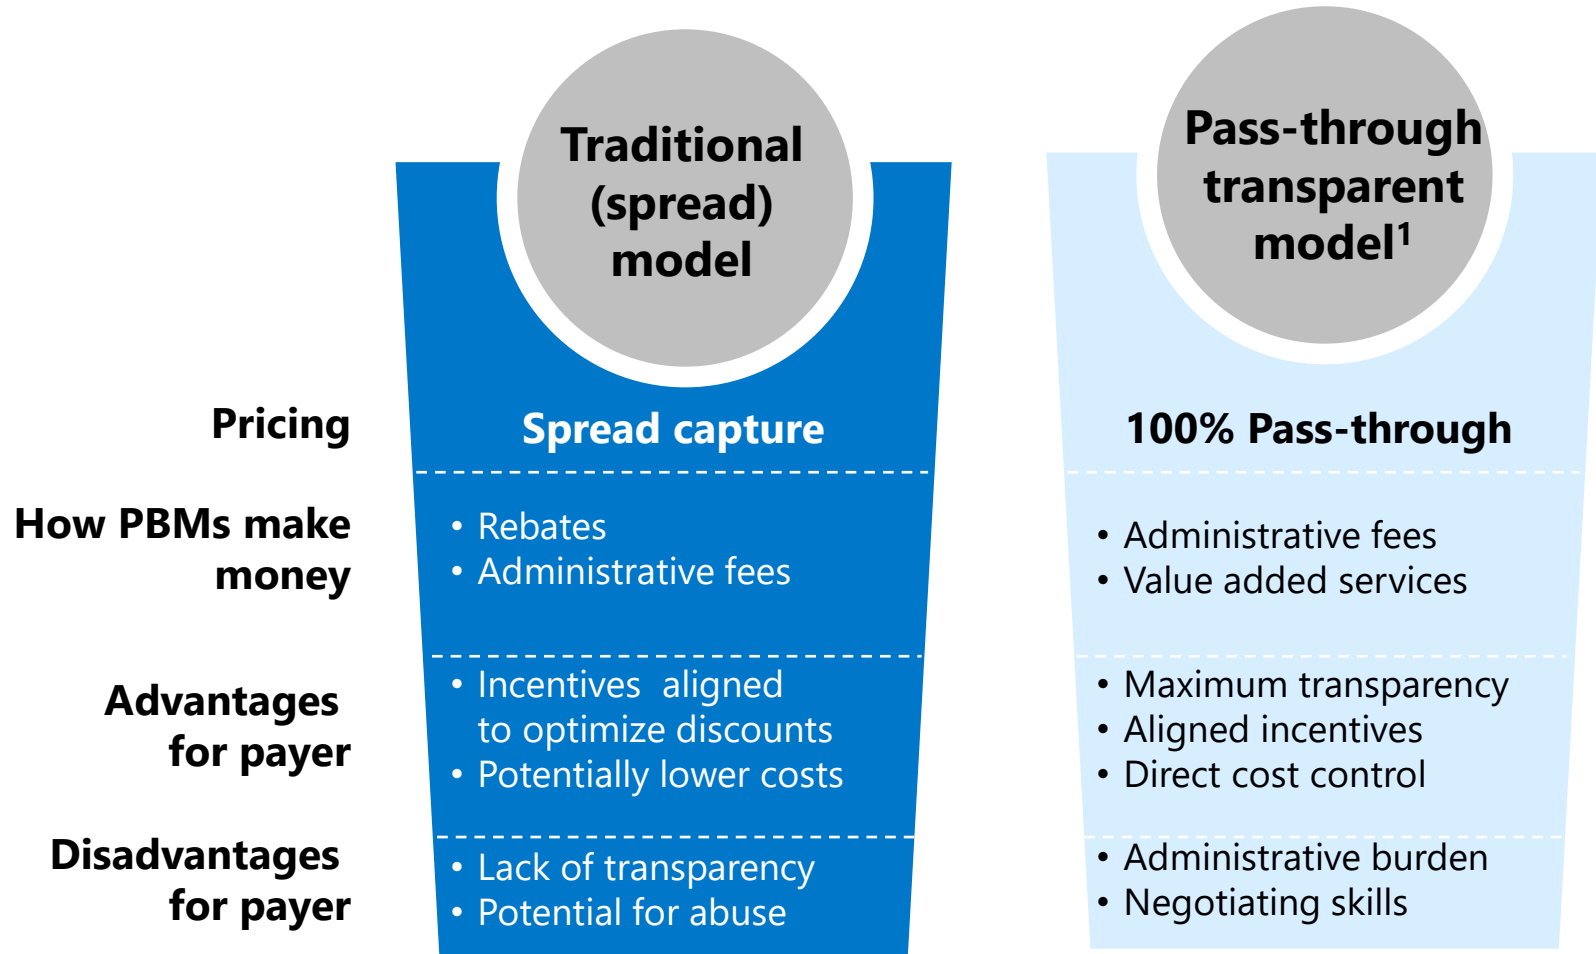 Traditional
(spread)
model
Pass-through
transparent
model¹
Pricing
Spread capture
100% Pass-through
How PBMs make
money
• Rebates
• Administrative fees
• Administrative fees
• Value added services
Advantages
for payer
• Incentives aligned
to optimize discounts
• Potentially lower costs
• Maximum transparency
• Aligned incentives
• Direct cost control
Disadvantages
for payer
• Lack of transparency
• Potential for abuse
• Administrative burden
• Negotiating skills